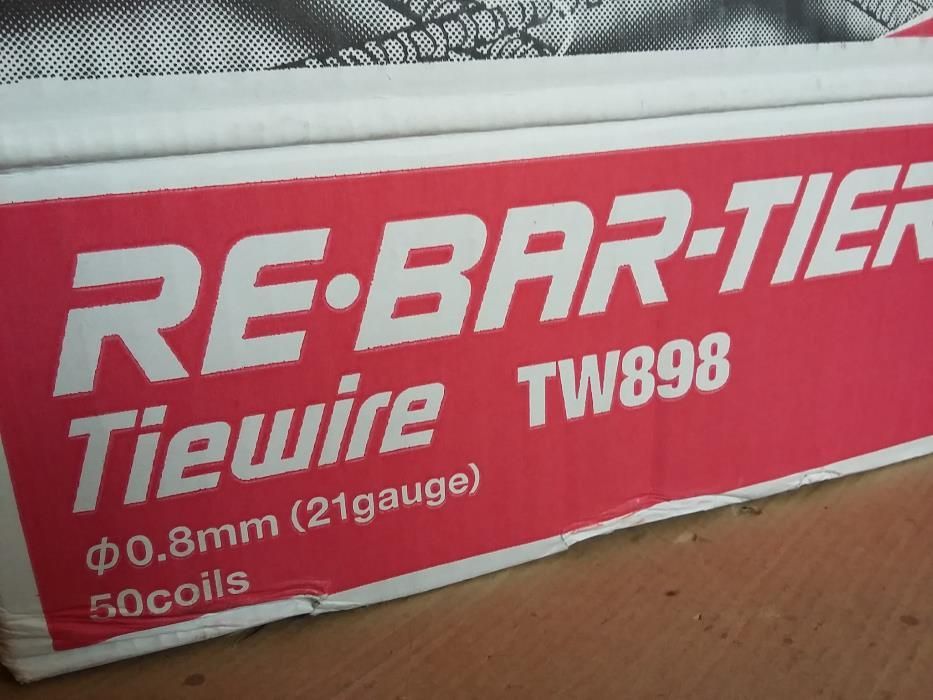 RE•BAR-TIER
Tiewire TW898
ϕ0.8mm (21gauge)
50coils